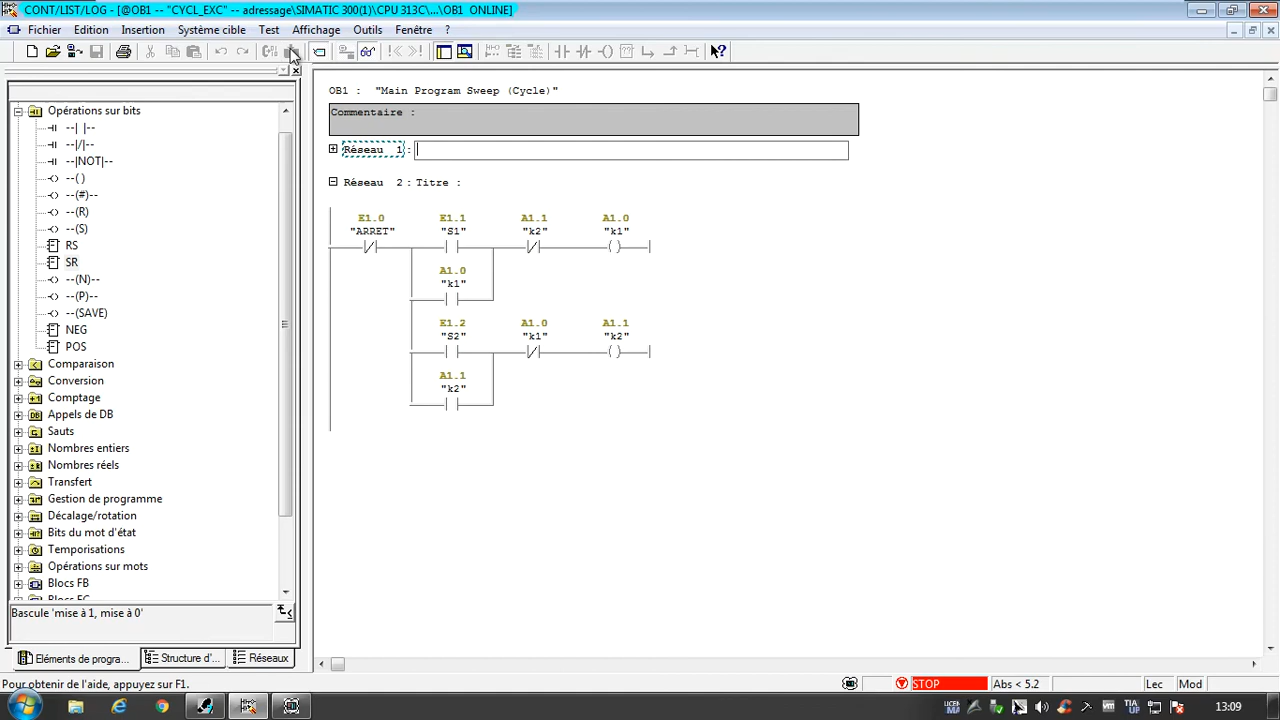 CONT/LIST/LOG - [@OB1 -- "CYCL_EXC" -- adressage\SIMATIC 300(1)\CPU 313C\...\OB1 ONLINE]
Fichier Edition Insertion Système cible Test Affichage Outils Fenêtre ?
OB1 : "Main Program Sweep (Cycle)"
Commentaire :
Réseau 1 :
Réseau 2 : Titre :
E1.0 E1.1 A1.1 A1.0
"ARRET" "S1" "k2" "k1"
A1.0
"k1"
E1.2 A1.0 A1.1
"S2" "k1" "k2"
A1.1
"k2"
Opérations sur bits
--| |--
--|/|--
--|NOT|--
--( )
--(#)--
--(R)
--(S)
RS
SR
--(N)--
--(P)--
--(SAVE)
NEG
POS
Comparaison
Conversion
Comptage
Appels de DB
Sauts
Nombres entiers
Nombres réels
Transfert
Gestion de programme
Décalage/rotation
Bits du mot d'état
Temporisations
Opérations sur mots
Blocs FB
Blocs FC
Bascule 'mise à 1, mise à 0'
Eléments de progra... Structure d'... Réseaux
Pour obtenir de l'aide, appuyez sur F1. STOP Abs < 5.2 Lec Mod
13:09